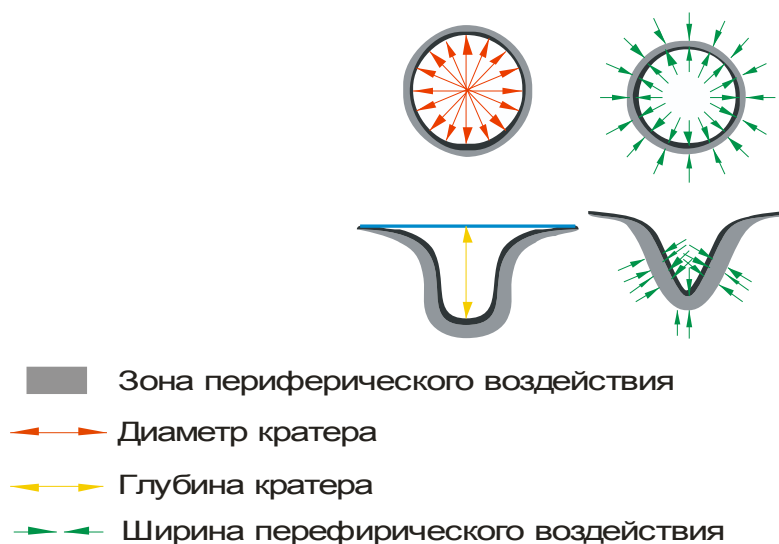 Зона периферического воздействия
Диаметр кратера
Глубина кратера
Ширина перефирического воздействия